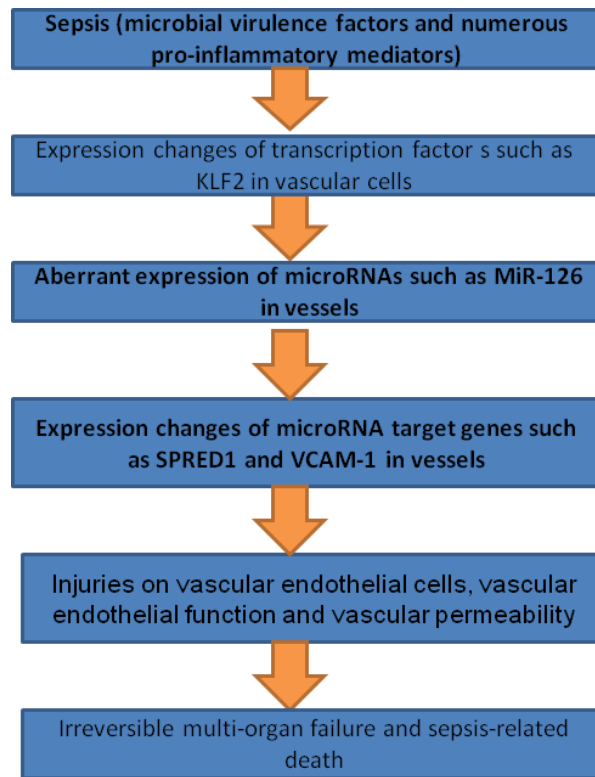 Sepsis (microbial virulence factors and numerous
pro-inflammatory mediators)
Expression changes of transcription factor s such as
KLF2 in vascular cells
Aberrant expression of microRNAs such as MiR-126
in vessels
Expression changes of microRNA target genes such
as SPRED1 and VCAM-1 in vessels
Injuries on vascular endothelial cells, vascular
endothelial function and vascular permeability
Irreversible multi-organ failure and sepsis-related
death